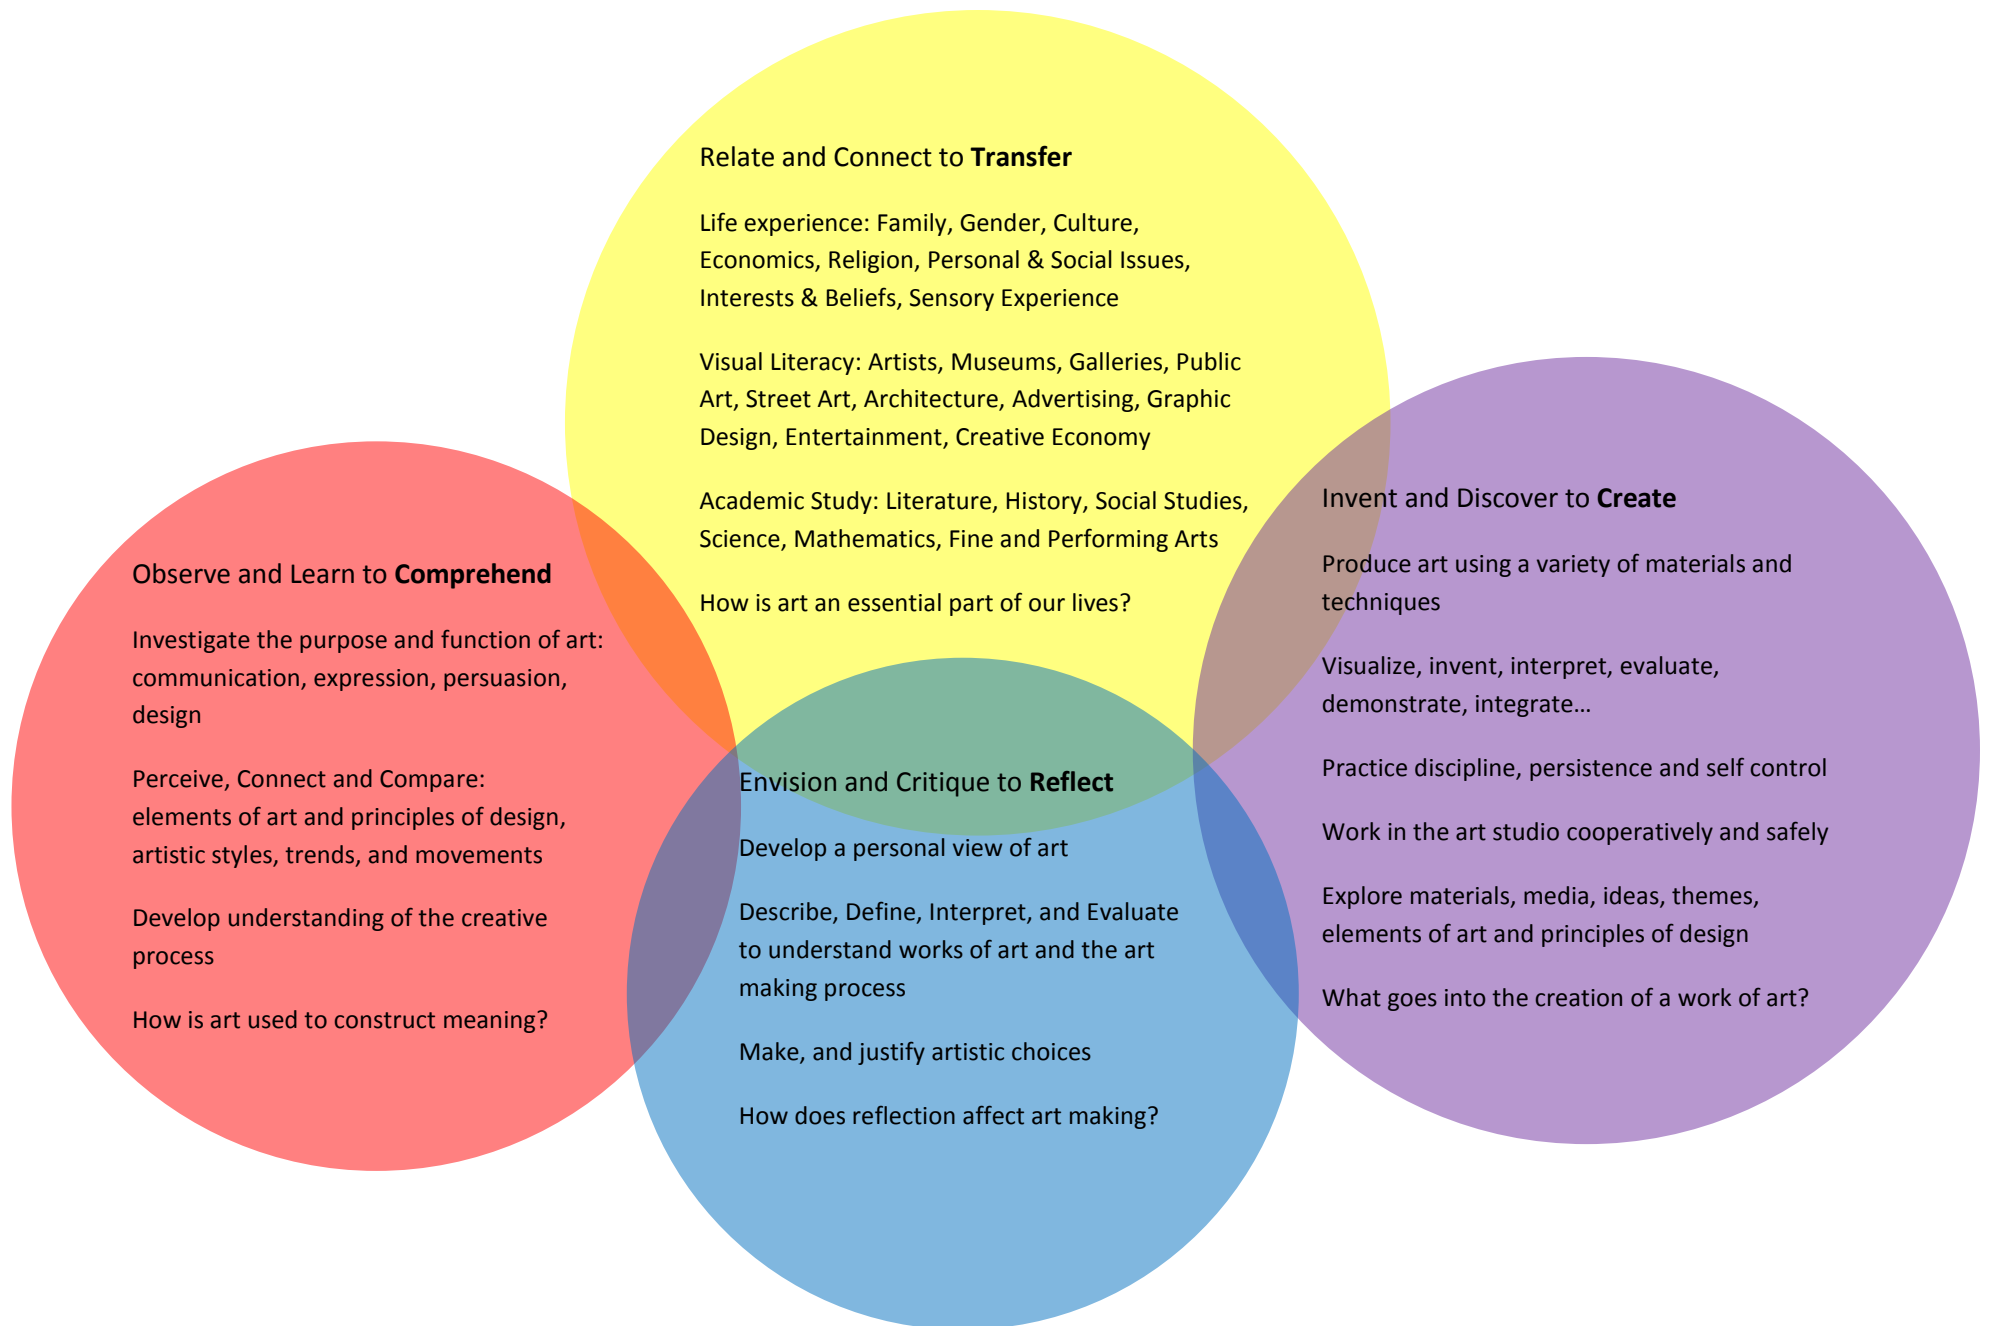 Relate and Connect to Transfer
Life experience: Family, Gender, Culture,
Economics, Religion, Personal & Social Issues,
Interests & Beliefs, Sensory Experience
Visual Literacy: Artists, Museums, Galleries, Public
Art, Street Art, Architecture, Advertising, Graphic
Design, Entertainment, Creative Economy
Academic Study: Literature, History, Social Studies,
Science, Mathematics, Fine and Performing Arts
How is art an essential part of our lives?
Observe and Learn to Comprehend
Investigate the purpose and function of art:
communication, expression, persuasion,
design
Perceive, Connect and Compare:
elements of art and principles of design,
artistic styles, trends, and movements
Develop understanding of the creative
process
How is art used to construct meaning?
Envision and Critique to Reflect
Develop a personal view of art
Describe, Define, Interpret, and Evaluate
to understand works of art and the art
making process
Make, and justify artistic choices
How does reflection affect art making?
Invent and Discover to Create
Produce art using a variety of materials and
techniques
Visualize, invent, interpret, evaluate,
demonstrate, integrate…
Practice discipline, persistence and self control
Work in the art studio cooperatively and safely
Explore materials, media, ideas, themes,
elements of art and principles of design
What goes into the creation of a work of art?